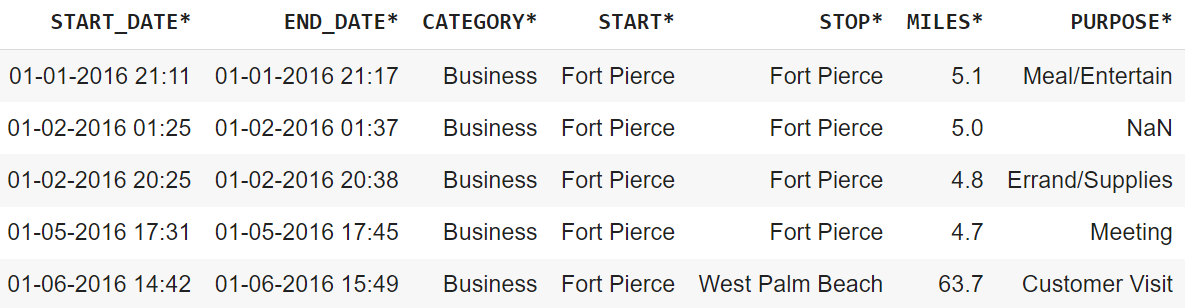 START_DATE* END_DATE* CATEGORY* START* STOP* MILES* PURPOSE*
01-01-2016 21:11 01-01-2016 21:17 Business Fort Pierce Fort Pierce 5.1 Meal/Entertain
01-02-2016 01:25 01-02-2016 01:37 Business Fort Pierce Fort Pierce 5.0 NaN
01-02-2016 20:25 01-02-2016 20:38 Business Fort Pierce Fort Pierce 4.8 Errand/Supplies
01-05-2016 17:31 01-05-2016 17:45 Business Fort Pierce Fort Pierce 4.7 Meeting
01-06-2016 14:42 01-06-2016 15:49 Business Fort Pierce West Palm Beach 63.7 Customer Visit